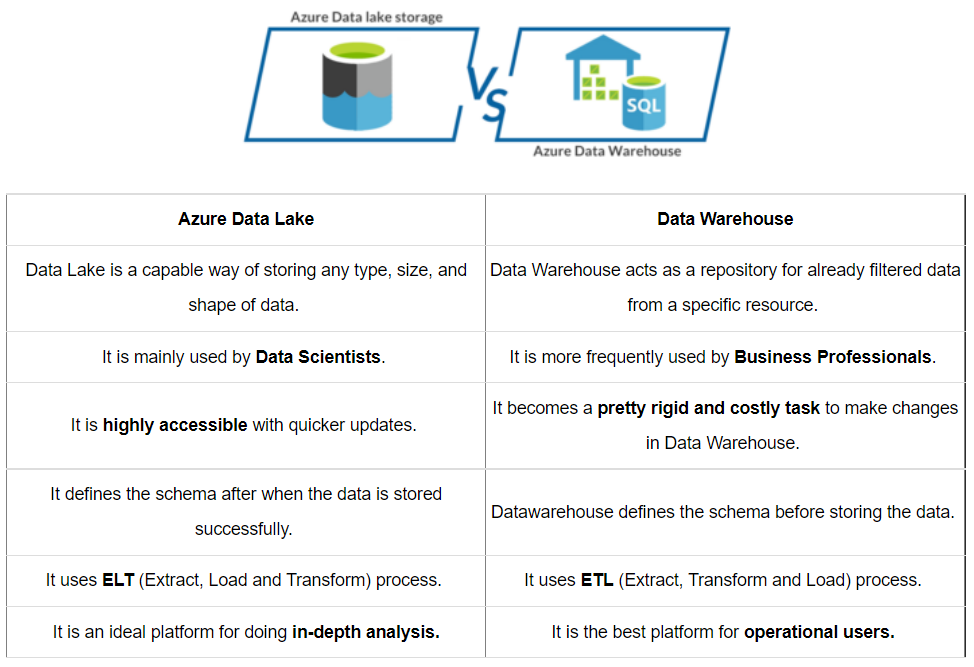 Azure Data lake storage
VS
SQL
Azure Data Warehouse
Azure Data Lake
Data Warehouse
Data Lake is a capable way of storing any type, size, and
shape of data.
Data Warehouse acts as a repository for already filtered data
from a specific resource.
It is mainly used by Data Scientists.
It is more frequently used by Business Professionals.
It is highly accessible with quicker updates.
It becomes a pretty rigid and costly task to make changes
in Data Warehouse.
It defines the schema after when the data is stored
successfully.
Datawarehouse defines the schema before storing the data.
It uses ELT (Extract, Load and Transform) process.
It uses ETL (Extract, Transform and Load) process.
It is an ideal platform for doing in-depth analysis.
It is the best platform for operational users.